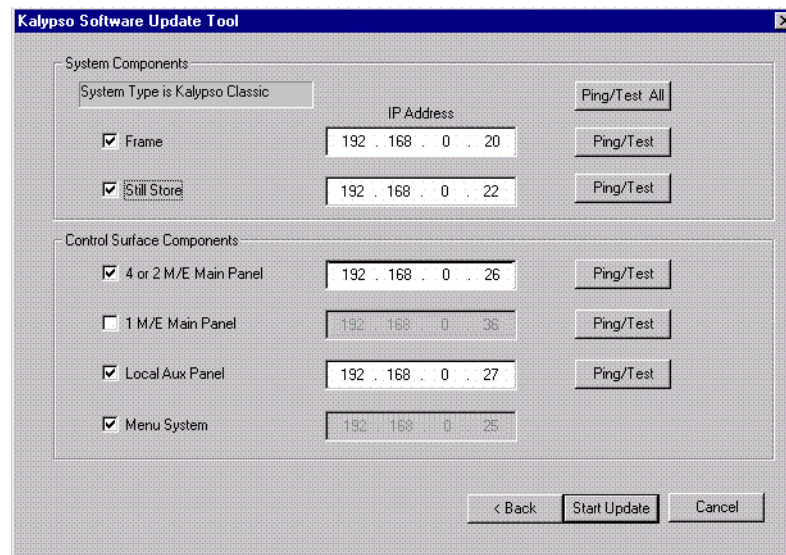 Kalypso Software Update Tool
System Components
System Type is Kalypso Classic
Ping/Test All
IP Address
Frame 192 . 168 . 0 . 20 Ping/Test
Still Store 192 . 168 . 0 . 22 Ping/Test
Control Surface Components
4 or 2 M/E Main Panel 192 . 168 . 0 . 26 Ping/Test
1 M/E Main Panel 192 . 168 . 0 . 36 Ping/Test
Local Aux Panel 192 . 168 . 0 . 27 Ping/Test
Menu System 192 . 168 . 0 . 25
< Back Start Update Cancel